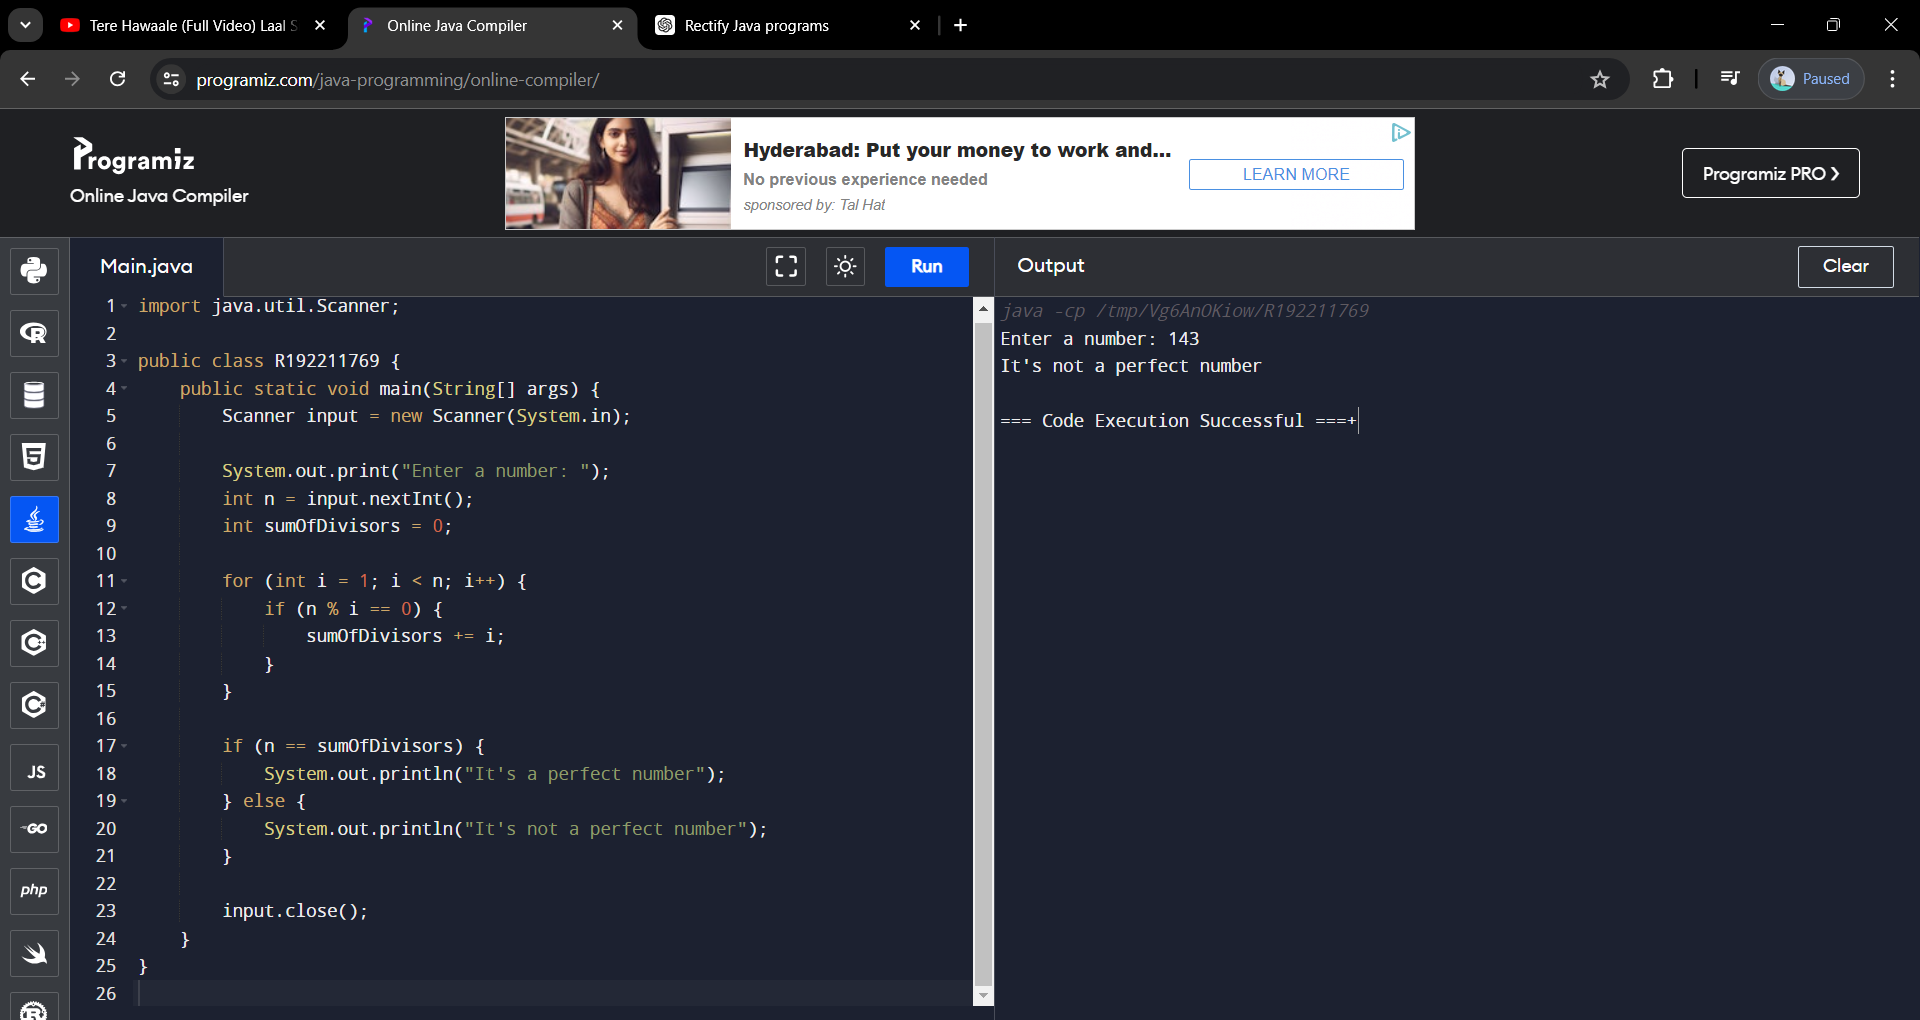 Tere Hawaale (Full Video) Laal S
Online Java Compiler
Rectify Java programs
programiz.com/java-programming/online-compiler/
Paused
Programiz
Online Java Compiler
Hyderabad: Put your money to work and...
No previous experience needed
sponsored by: Tal Hat
LEARN MORE
Programiz PRO ❯
Main.java
Run
Output
Clear
1 import java.util.Scanner;
2
3 public class R192211769 {
4 public static void main(String[] args) {
5 Scanner input = new Scanner(System.in);
6
7 System.out.print("Enter a number: ");
8 int n = input.nextInt();
9 int sumOfDivisors = 0;
10
11 for (int i = 1; i < n; i++) {
12 if (n % i == 0) {
13 sumOfDivisors += i;
14 }
15 }
16
17 if (n == sumOfDivisors) {
18 System.out.println("It's a perfect number");
19 } else {
20 System.out.println("It's not a perfect number");
21 }
22
23 input.close();
24 }
25 }
26
java -cp /tmp/Vg6AnOKiow/R192211769
Enter a number: 143
It's not a perfect number
=== Code Execution Successful ===+
JS
GO
php